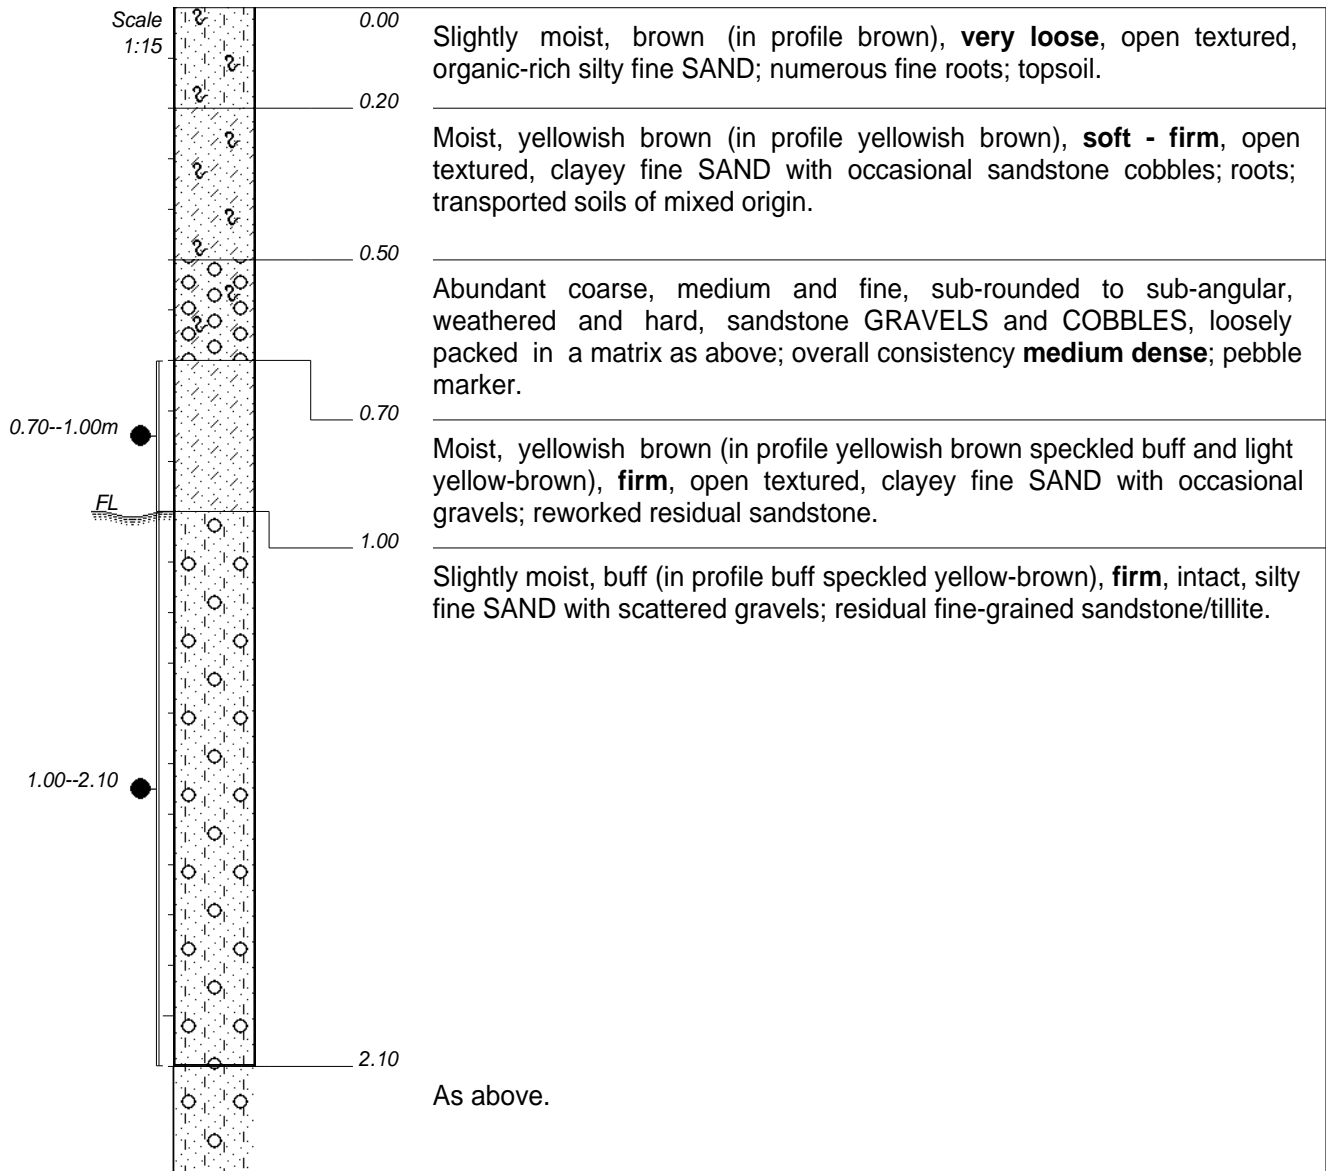 Scale
1:15
0.00
Slightly moist, brown (in profile brown), very loose, open textured,
organic-rich silty fine SAND; numerous fine roots; topsoil.
0.20
Moist, yellowish brown (in profile yellowish brown), soft - firm, open
textured, clayey fine SAND with occasional sandstone cobbles; roots;
transported soils of mixed origin.
0.50
Abundant coarse, medium and fine, sub-rounded to sub-angular,
weathered and hard, sandstone GRAVELS and COBBLES, loosely
packed in a matrix as above; overall consistency medium dense; pebble
marker.
0.70
0.70--1.00m
Moist, yellowish brown (in profile yellowish brown speckled buff and light
yellow-brown), firm, open textured, clayey fine SAND with occasional
gravels; reworked residual sandstone.
FL
1.00
Slightly moist, buff (in profile buff speckled yellow-brown), firm, intact, silty
fine SAND with scattered gravels; residual fine-grained sandstone/tillite.
1.00--2.10
2.10
As above.